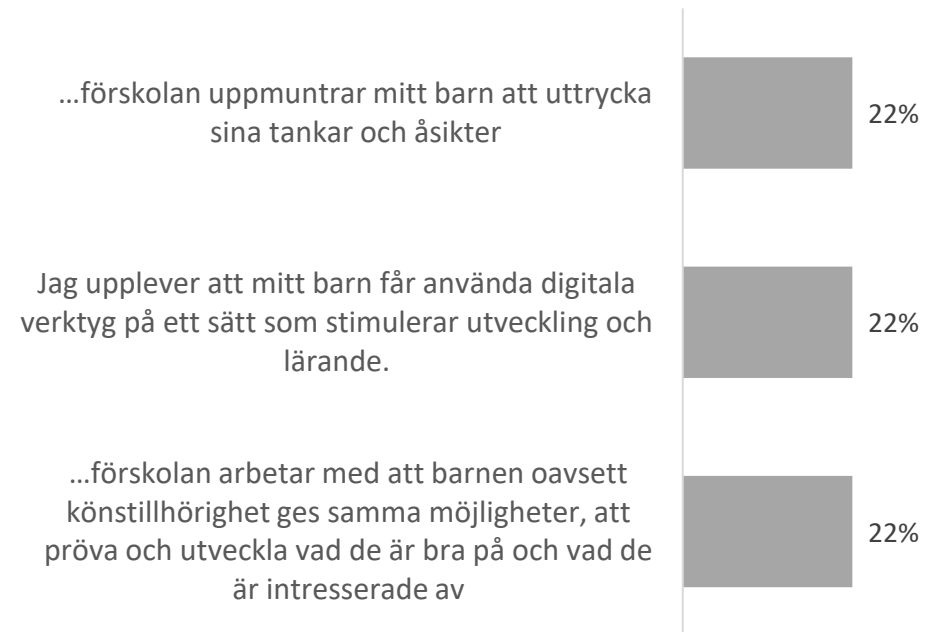 …förskolan uppmuntrar mitt barn att uttrycka
sina tankar och åsikter
22%
Jag upplever att mitt barn får använda digitala
verktyg på ett sätt som stimulerar utveckling och
lärande.
22%
…förskolan arbetar med att barnen oavsett
könstillhörighet ges samma möjligheter, att
pröva och utveckla vad de är bra på och vad de
är intresserade av
22%